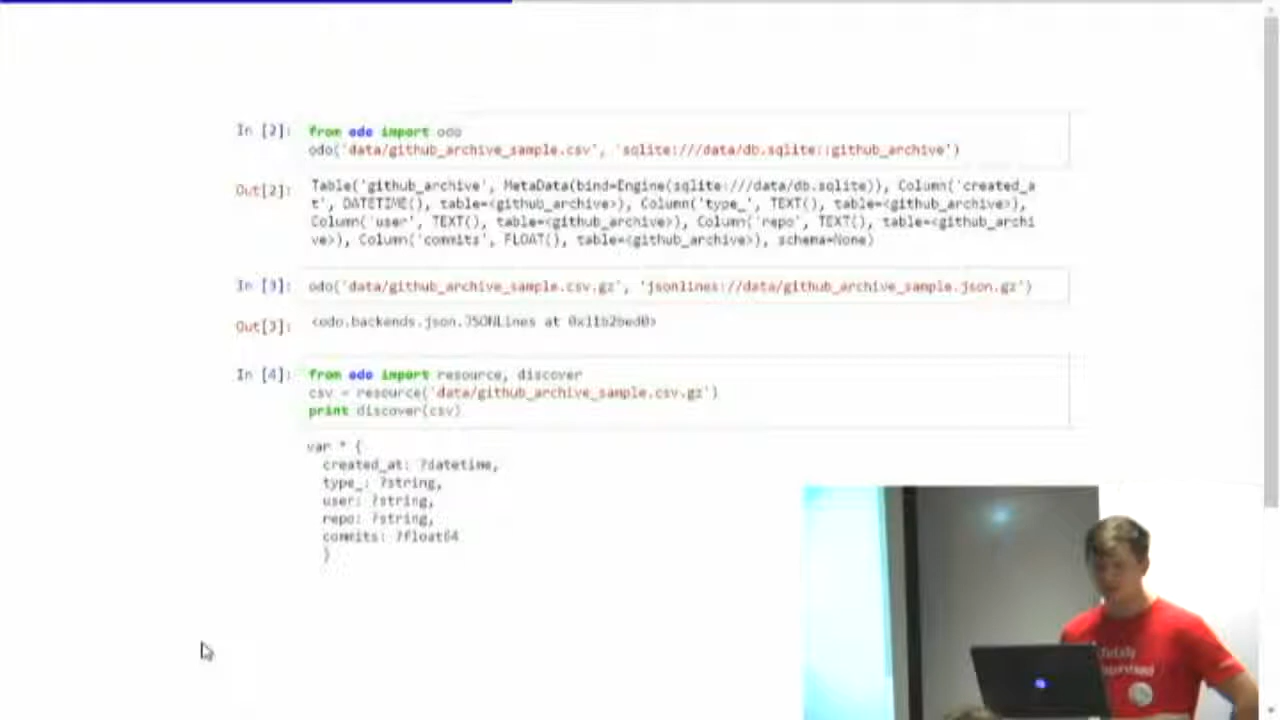 In [2]: from odo import odo
odo('data/github_archive_sample.csv', 'sqlite:///data/db.sqlite::github_archive')
Out[2]: Table('github_archive', MetaData(bind=Engine(sqlite:///data/db.sqlite)), Column('created_a
t', DATETIME(), table=<github_archive>), Column('type_', TEXT(), table=<github_archive>),
Column('user', TEXT(), table=<github_archive>), Column('repo', TEXT(), table=<github_archi
ve>), Column('commits', FLOAT(), table=<github_archive>), schema=None)
In [3]: odo('data/github_archive_sample.csv.gz', 'jsonlines://data/github_archive_sample.json.gz')
Out[3]: <odo.backends.json.JSONLines at 0x11b2bed0>
In [4]: from odo import resource, discover
csv = resource('data/github_archive_sample.csv.gz')
print discover(csv)
var * {
created_at: ?datetime,
type_: ?string,
user: ?string,
repo: ?string,
commits: ?float64
}